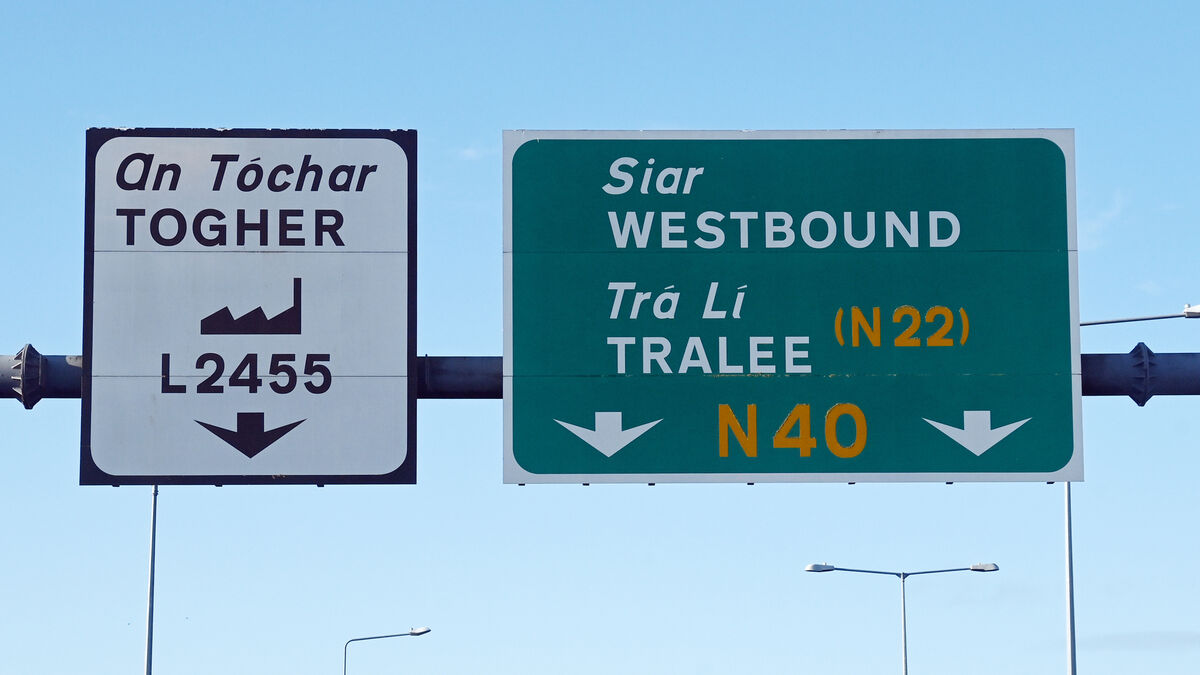 An Tóchar
TOGHER
L2455
Siar
WESTBOUND
Trá Lí
TRALEE (N22)
N40